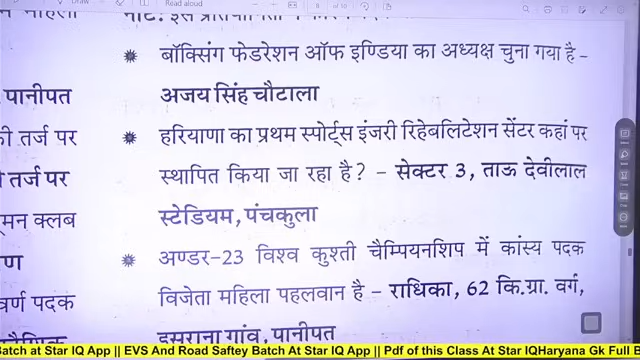 Draw
Read aloud
पानीपत
की तर्ज पर
तर्ज पर
क्लब
पदक
बॉक्सिंग फेडरेशन ऑफ इण्डिया का अध्यक्ष चुना गया है –
अजय सिंह चौटाला
हरियाणा का प्रथम स्पोर्ट्स इंजरी रिहेबलिटेशन सेंटर कहां पर
स्थापित किया जा रहा है? – सेक्टर 3, ताऊ देवीलाल
स्टेडियम, पंचकुला
अण्डर–23 विश्व कुश्ती चैम्पियनशिप में कांस्य पदक
विजेता महिला पहलवान है – राधिका, 62 कि.ग्रा. वर्ग,
इसराना गांव, पानीपत
Batch at Star IQ App || EVS And Road Saftey Batch At Star IQ App || Pdf of this Class At Star IQHaryana Gk Full